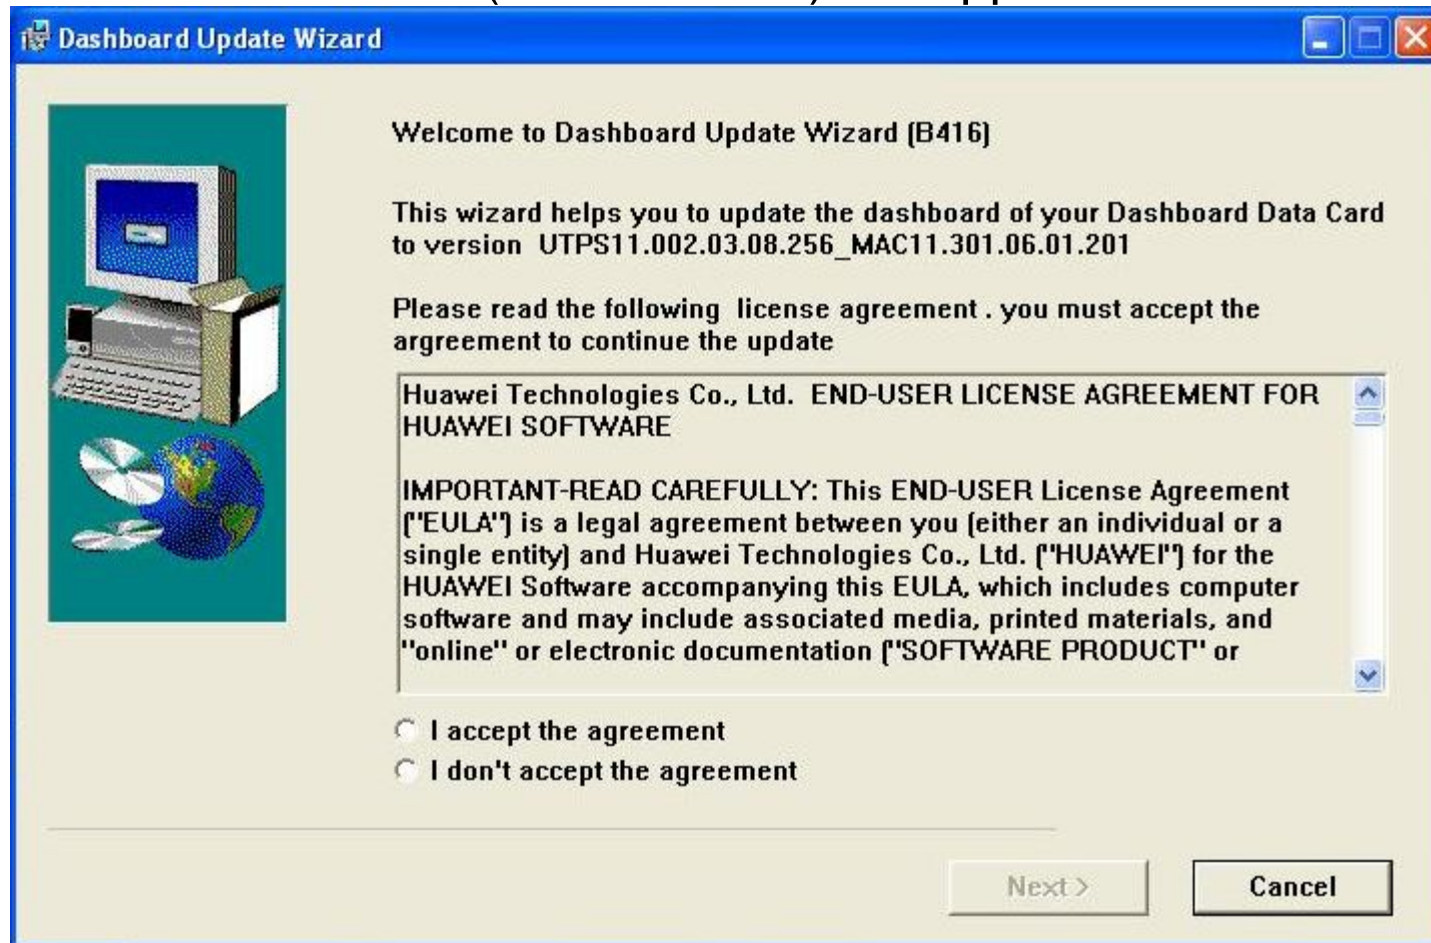 Dashboard Update Wizard
Welcome to Dashboard Update Wizard (B416)
This wizard helps you to update the dashboard of your Dashboard Data Card
to version UTPS11.002.03.08.256_MAC11.301.06.01.201
Please read the following license agreement . you must accept the
argreement to continue the update
Huawei Technologies Co., Ltd. END-USER LICENSE AGREEMENT FOR
HUAWEI SOFTWARE
IMPORTANT-READ CAREFULLY: This END-USER License Agreement
("EULA") is a legal agreement between you (either an individual or a
single entity) and Huawei Technologies Co., Ltd. ("HUAWEI") for the
HUAWEI Software accompanying this EULA, which includes computer
software and may include associated media, printed materials, and
"online" or electronic documentation ("SOFTWARE PRODUCT" or
I accept the agreement
I don't accept the agreement
Next >
Cancel